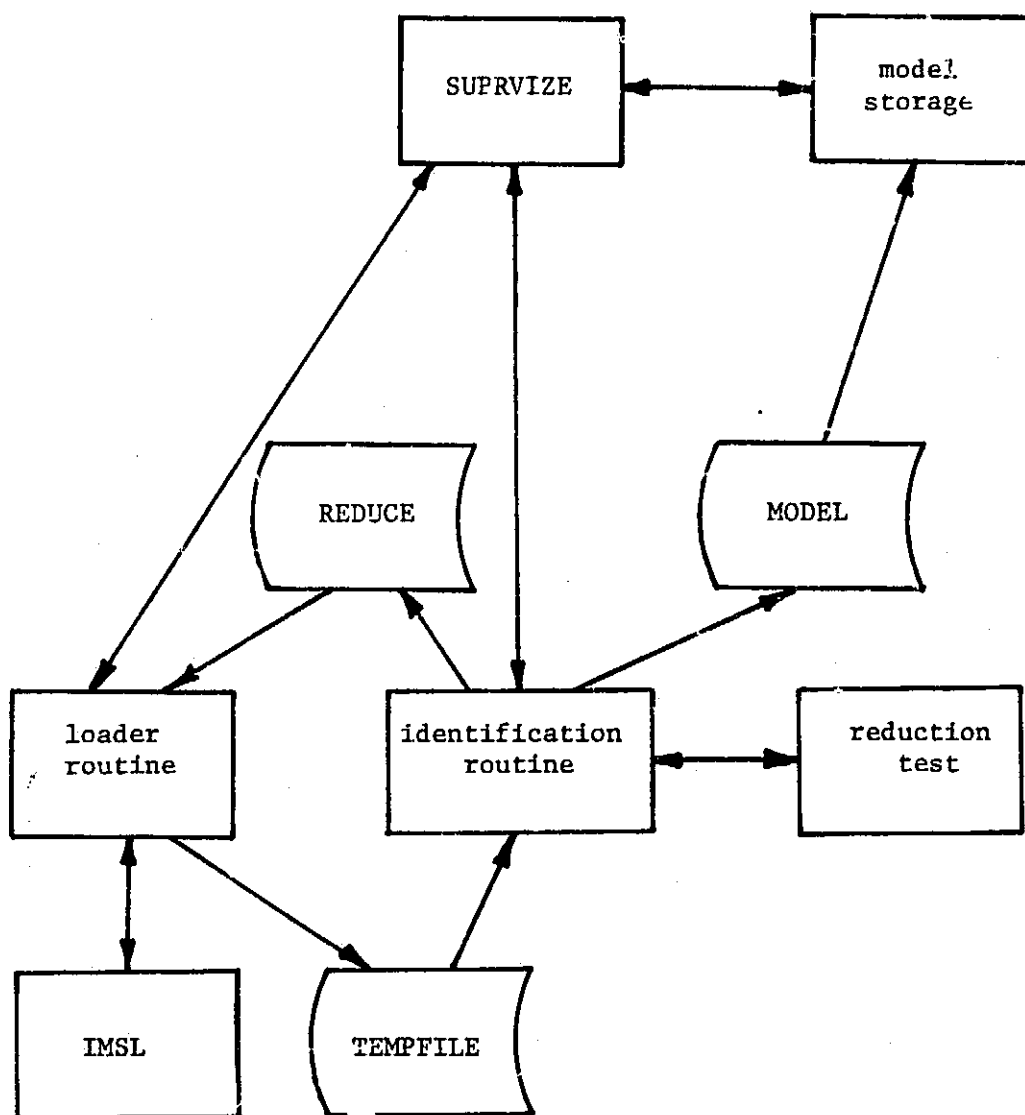 SUPRVIZE
model
storage
REDUCE
MODEL
loader
routine
identification
routine
reduction
test
IMSL
TEMPFILE